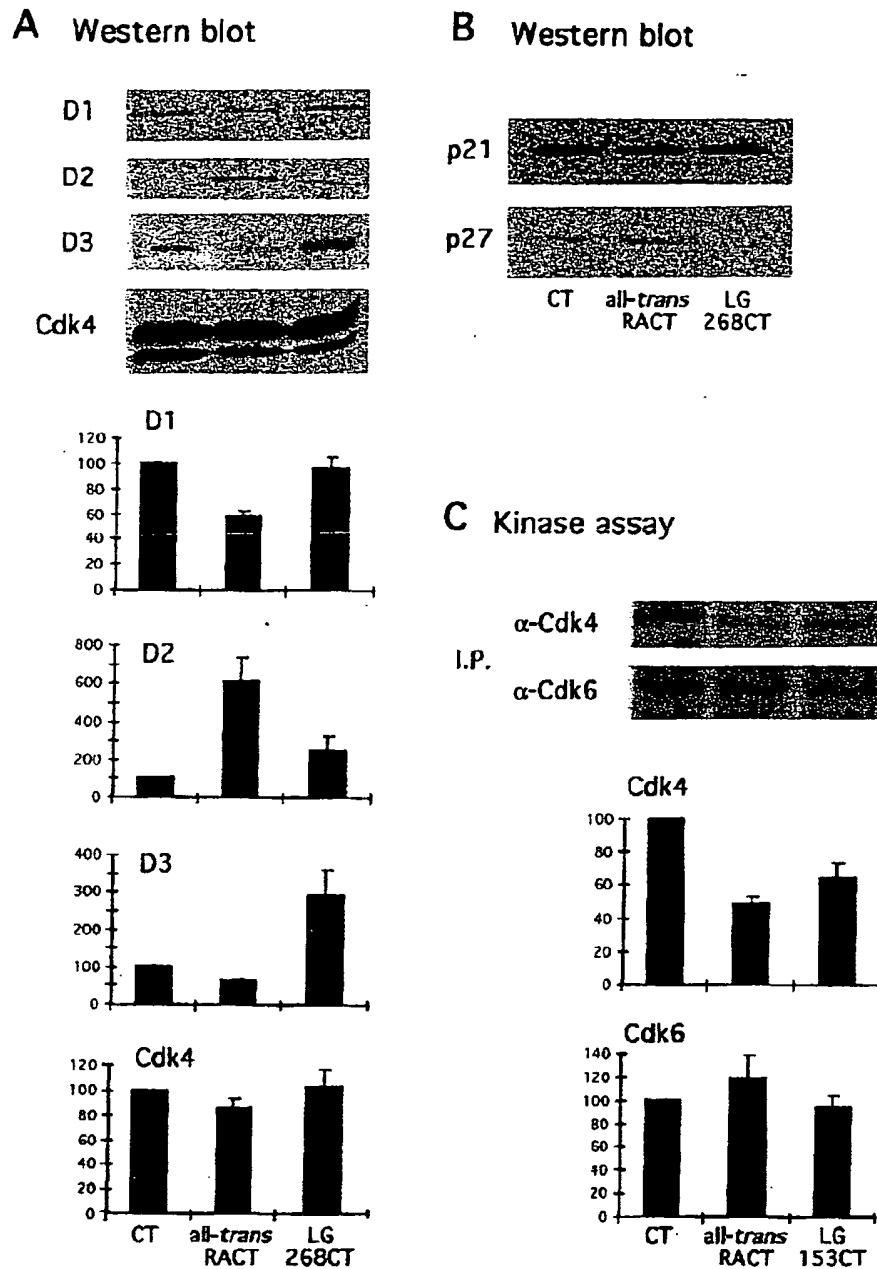 A Western blot
D1
D2
D3
Cdk4
D1
120
100
80
60
40
20
0
D2
800
600
400
200
0
D3
400
300
200
100
0
Cdk4
120
100
80
60
40
20
0
CT
all-trans
RACT
LG
268CT
B Western blot
p21
p27
CT
all-trans
RACT
LG
268CT
C Kinase assay
I.P.
α-Cdk4
α-Cdk6
Cdk4
100
80
60
40
20
0
Cdk6
140
120
100
80
60
40
20
0
CT
all-trans
RACT
LG
153CT